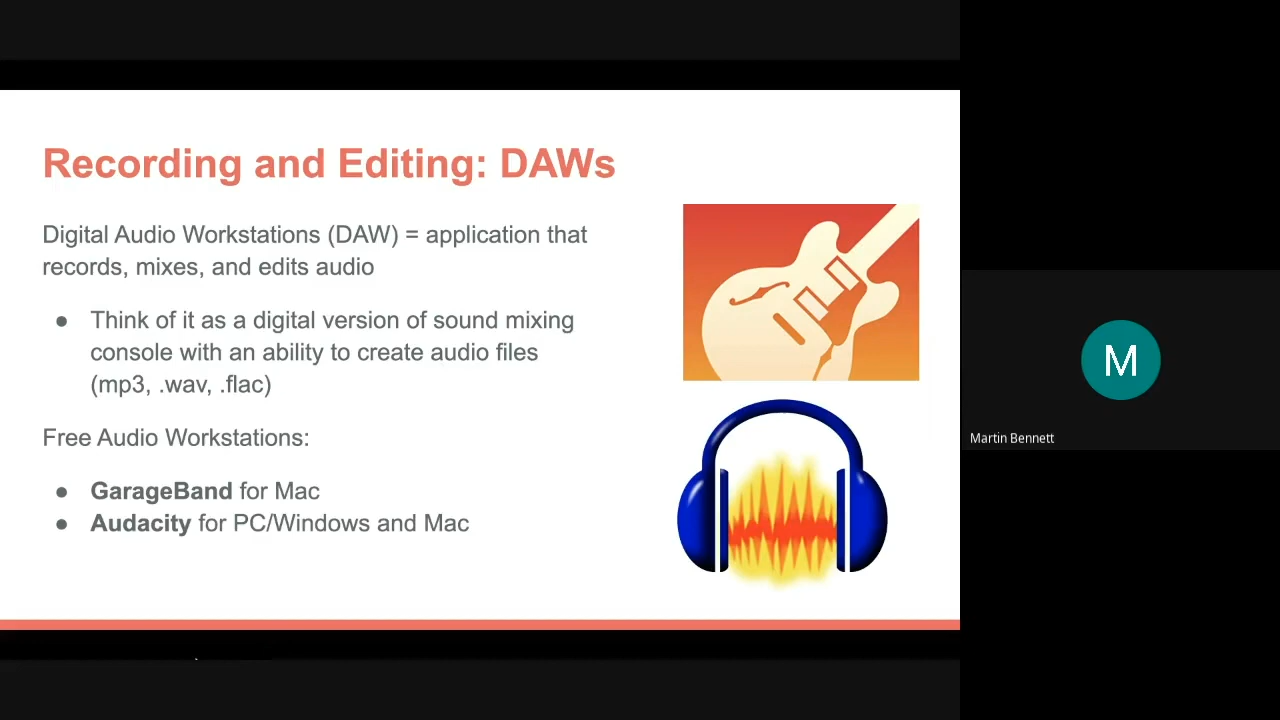 Recording and Editing: DAWs
Digital Audio Workstations (DAW) = application that
records, mixes, and edits audio
● Think of it as a digital version of sound mixing
console with an ability to create audio files
(mp3, .wav, .flac)
Free Audio Workstations:
● GarageBand for Mac
● Audacity for PC/Windows and Mac
M
Martin Bennett